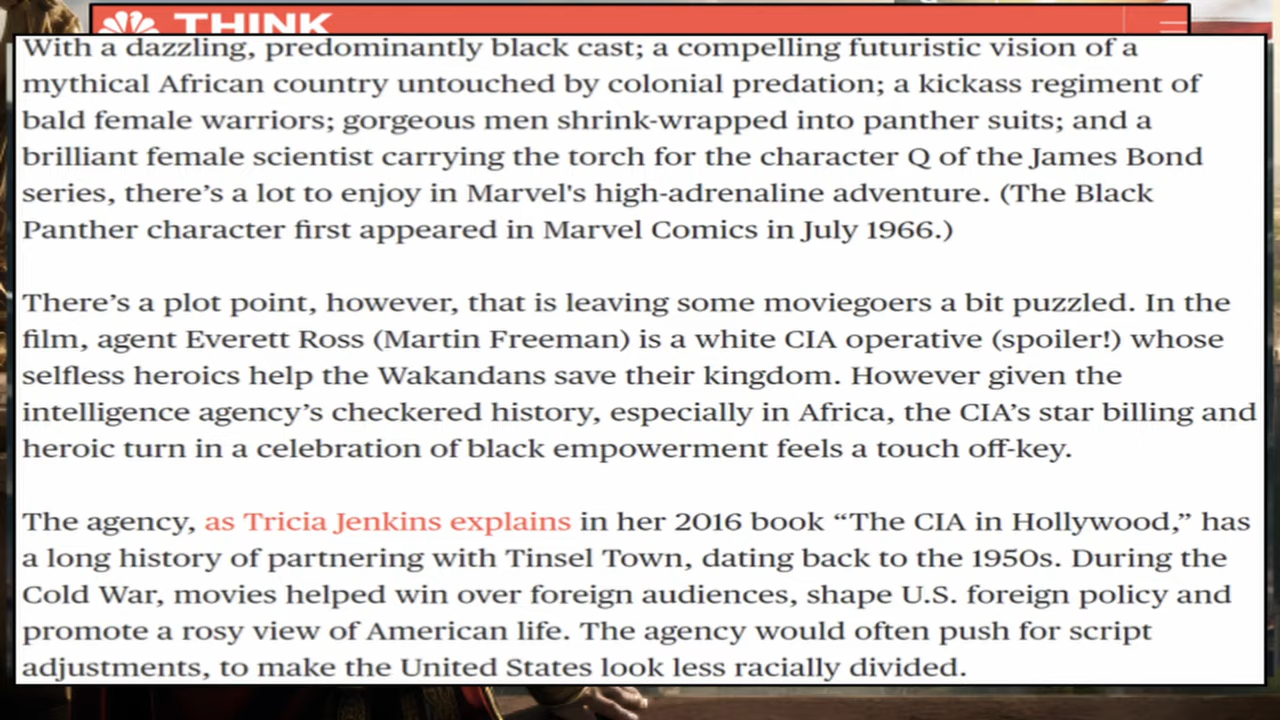 THINK
With a dazzling, predominantly black cast; a compelling futuristic vision of a
mythical African country untouched by colonial predation; a kickass regiment of
bald female warriors; gorgeous men shrink-wrapped into panther suits; and a
brilliant female scientist carrying the torch for the character Q of the James Bond
series, there’s a lot to enjoy in Marvel's high-adrenaline adventure. (The Black
Panther character first appeared in Marvel Comics in July 1966.)
There’s a plot point, however, that is leaving some moviegoers a bit puzzled. In the
film, agent Everett Ross (Martin Freeman) is a white CIA operative (spoiler!) whose
selfless heroics help the Wakandans save their kingdom. However given the
intelligence agency’s checkered history, especially in Africa, the CIA’s star billing and
heroic turn in a celebration of black empowerment feels a touch off-key.
The agency, as Tricia Jenkins explains in her 2016 book “The CIA in Hollywood,” has
a long history of partnering with Tinsel Town, dating back to the 1950s. During the
Cold War, movies helped win over foreign audiences, shape U.S. foreign policy and
promote a rosy view of American life. The agency would often push for script
adjustments, to make the United States look less racially divided.